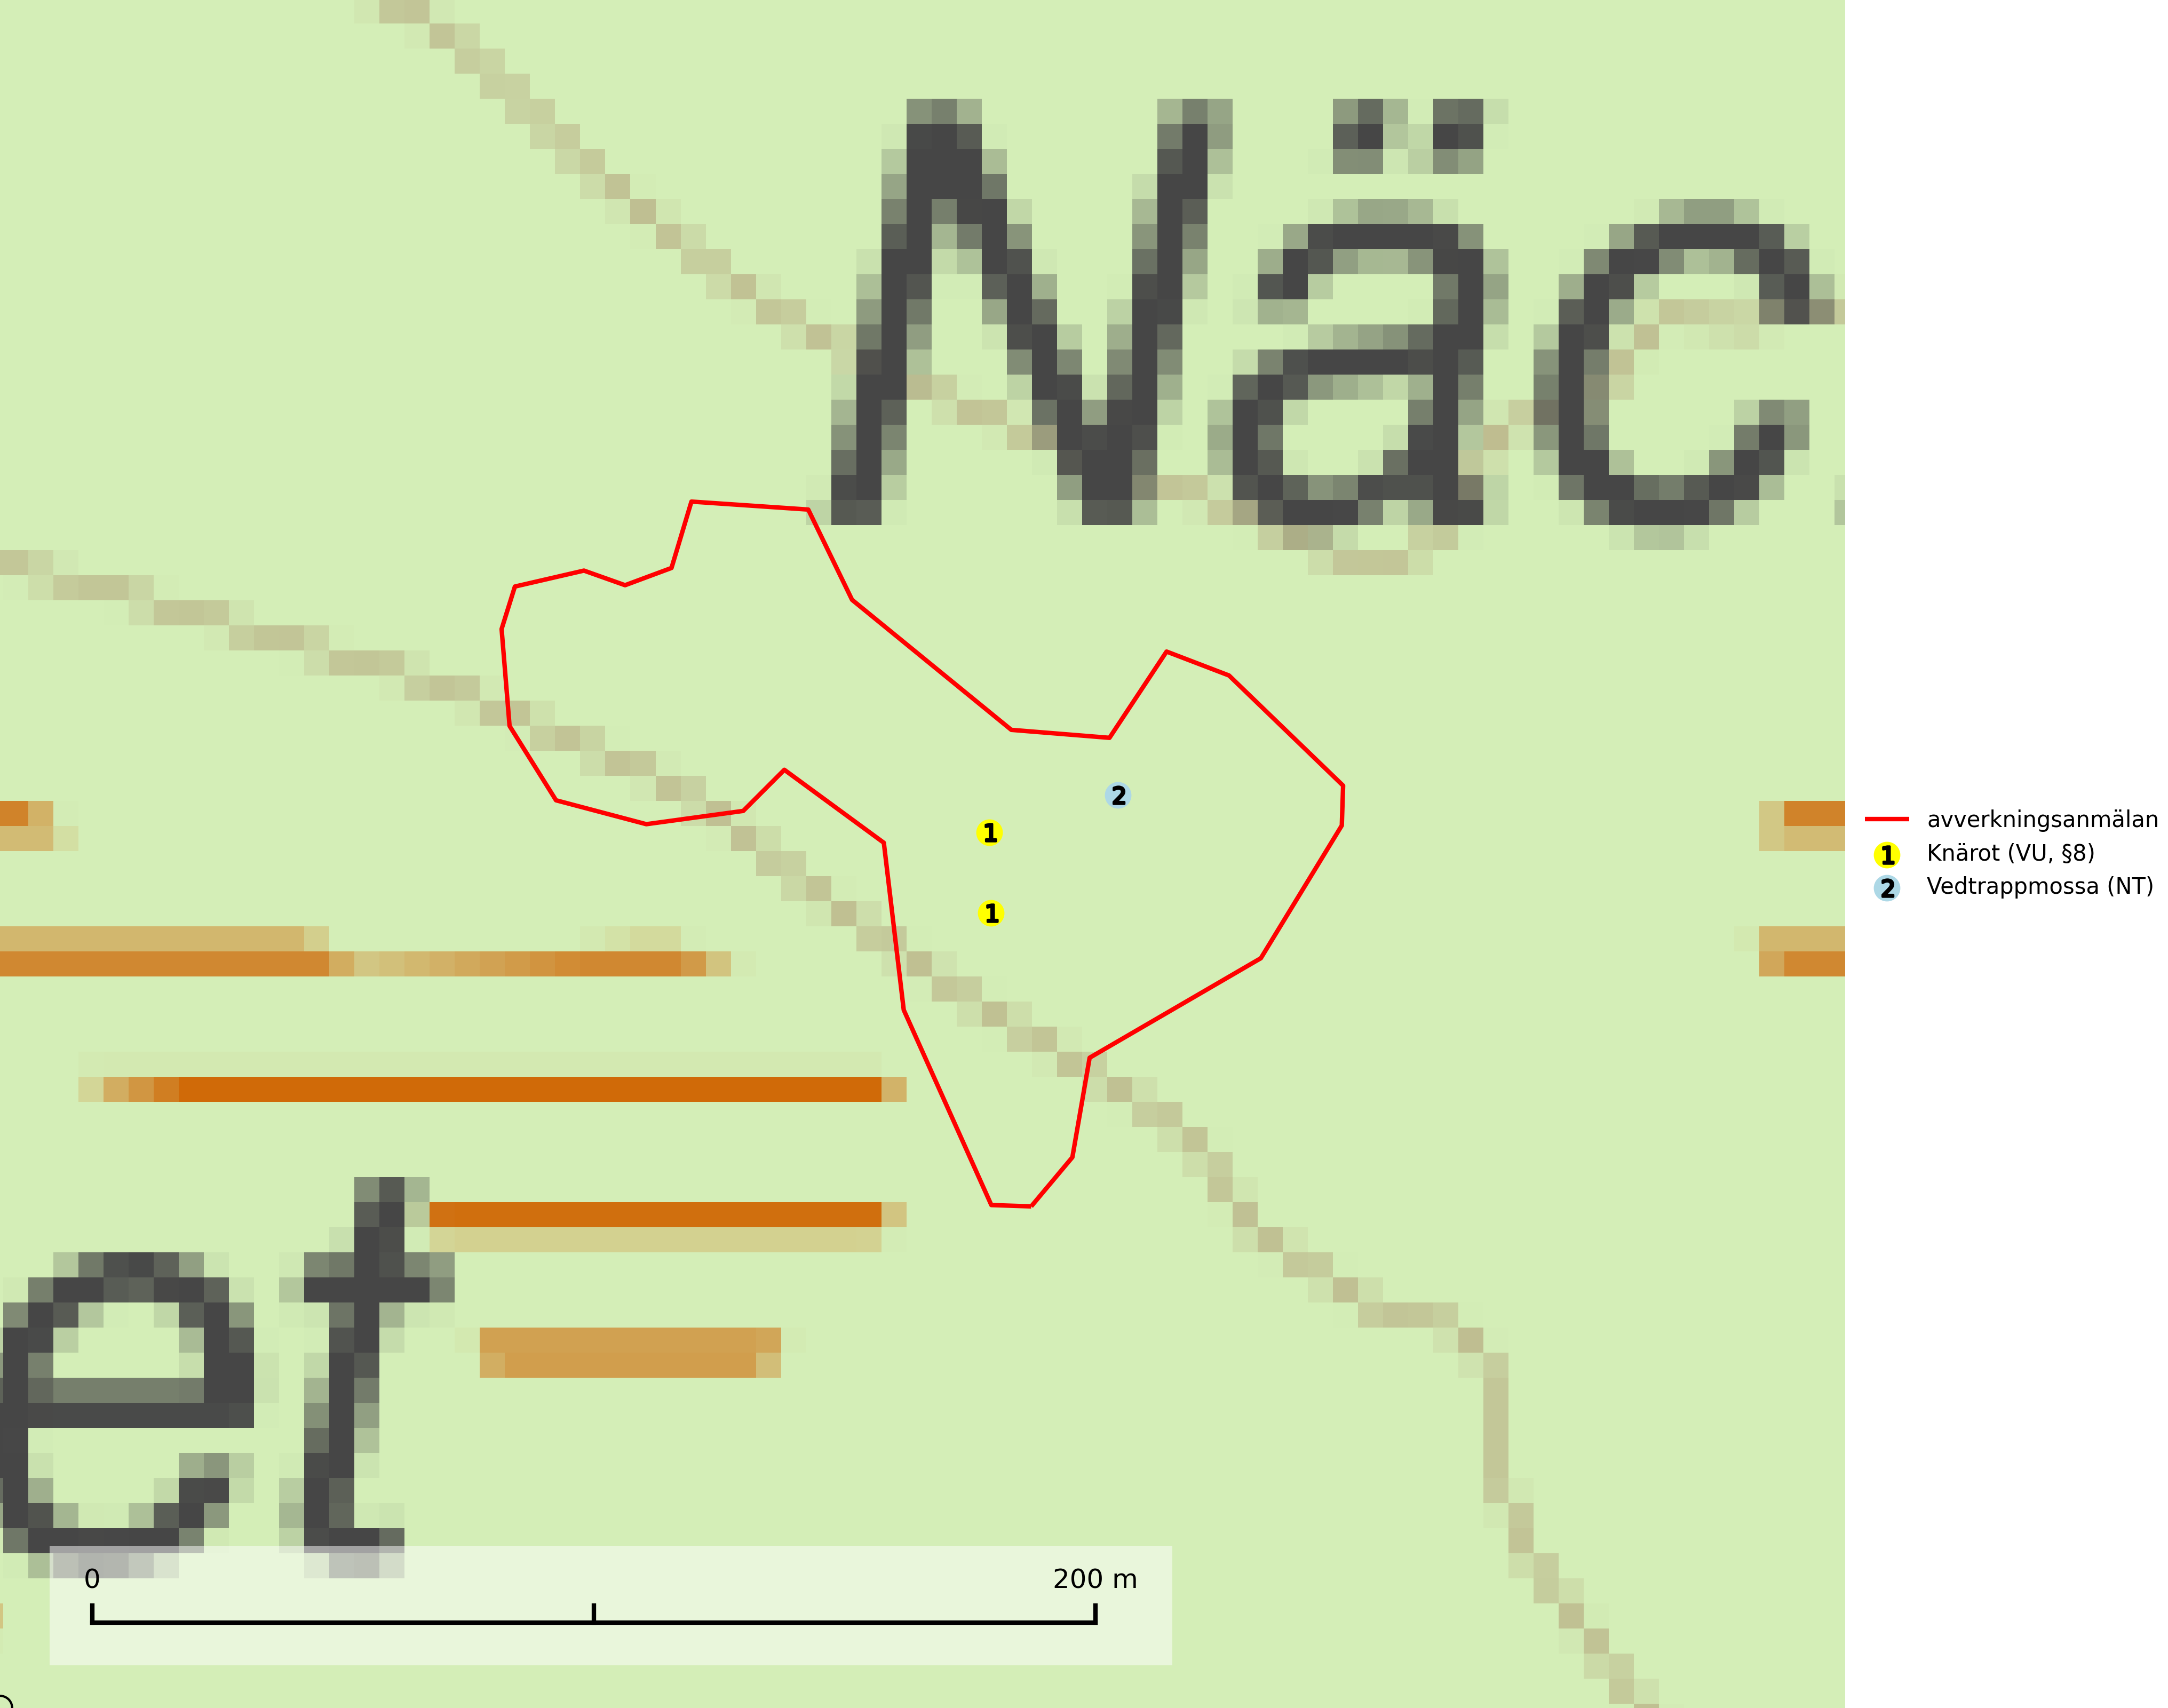 Näc
2
1
1
avverkningsanmälan
1 Knärot (VU, §8)
2 Vedtrappmossa (NT)
et
0 200 m